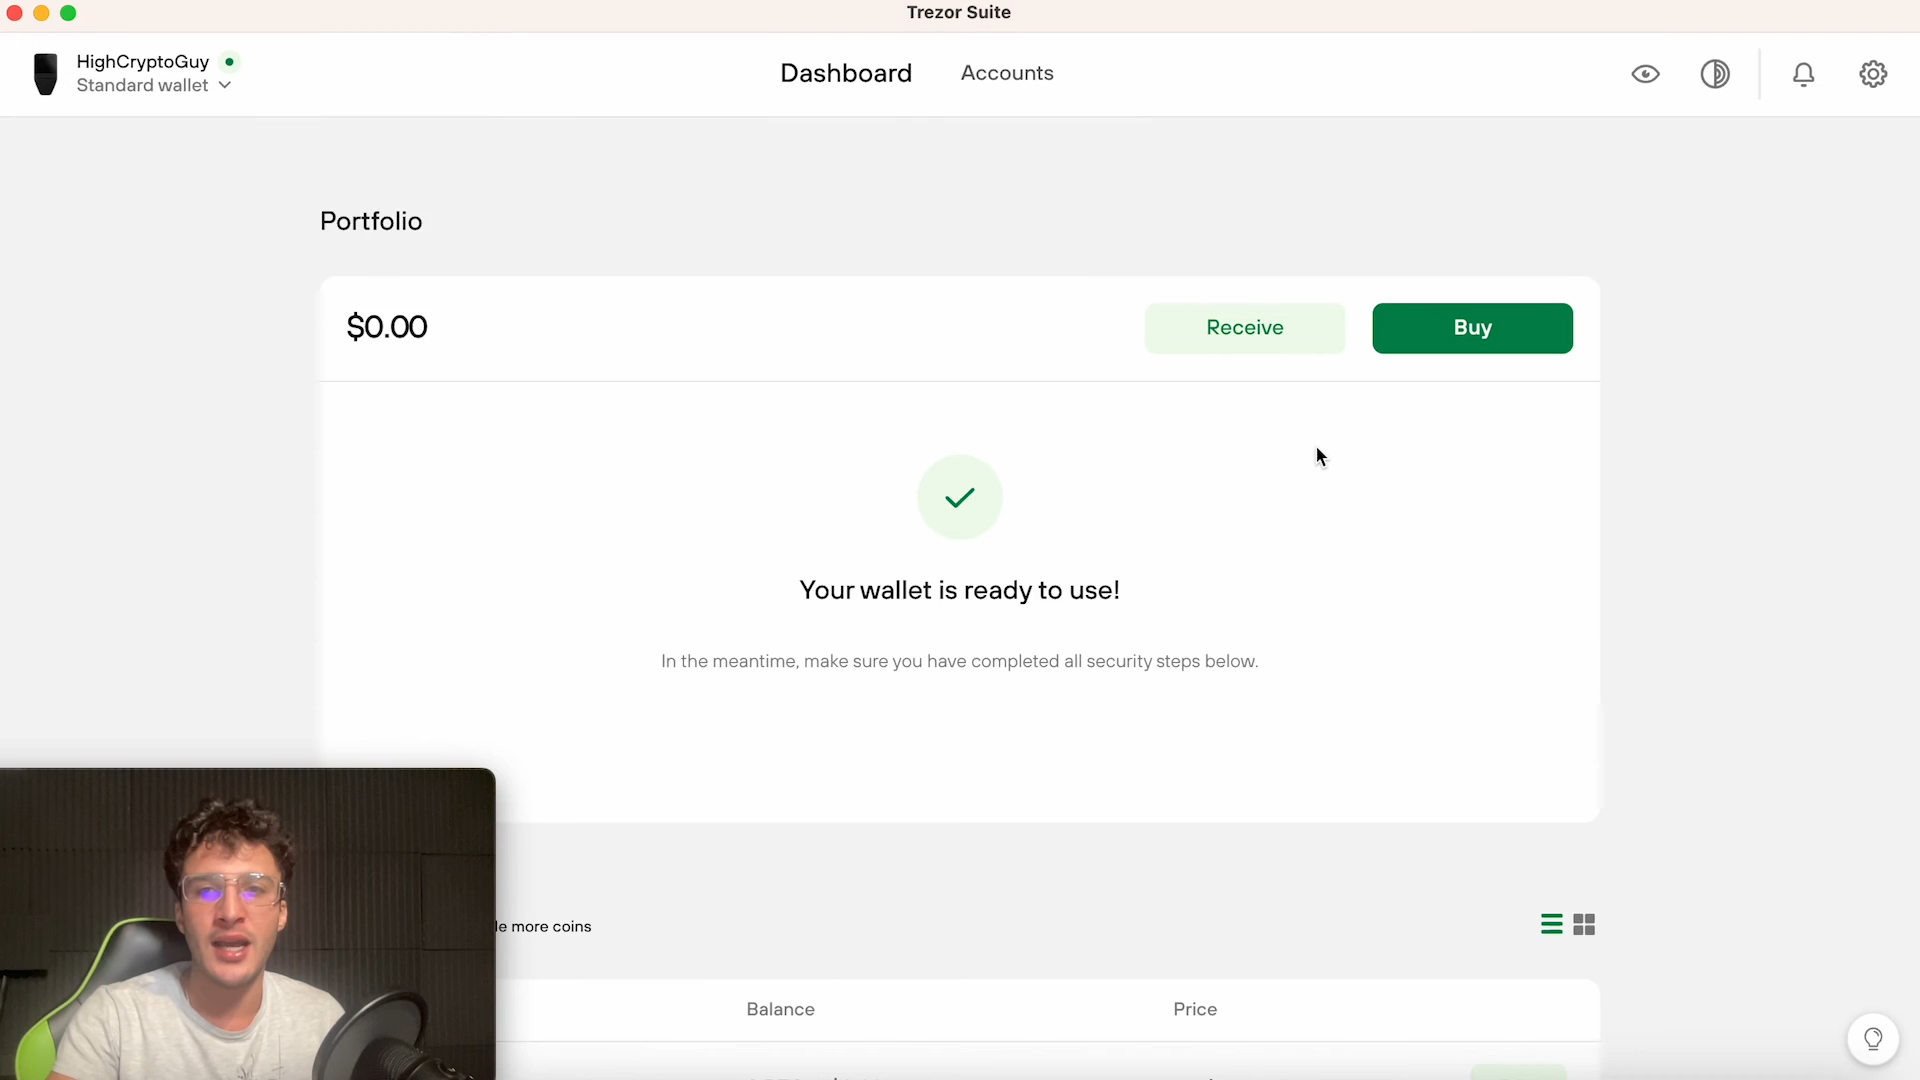 Trezor Suite
HighCryptoGuy
Standard wallet
Dashboard
Accounts
Portfolio
$0.00
Receive
Buy
Your wallet is ready to use!
In the meantime, make sure you have completed all security steps below.
more coins
Balance
Price